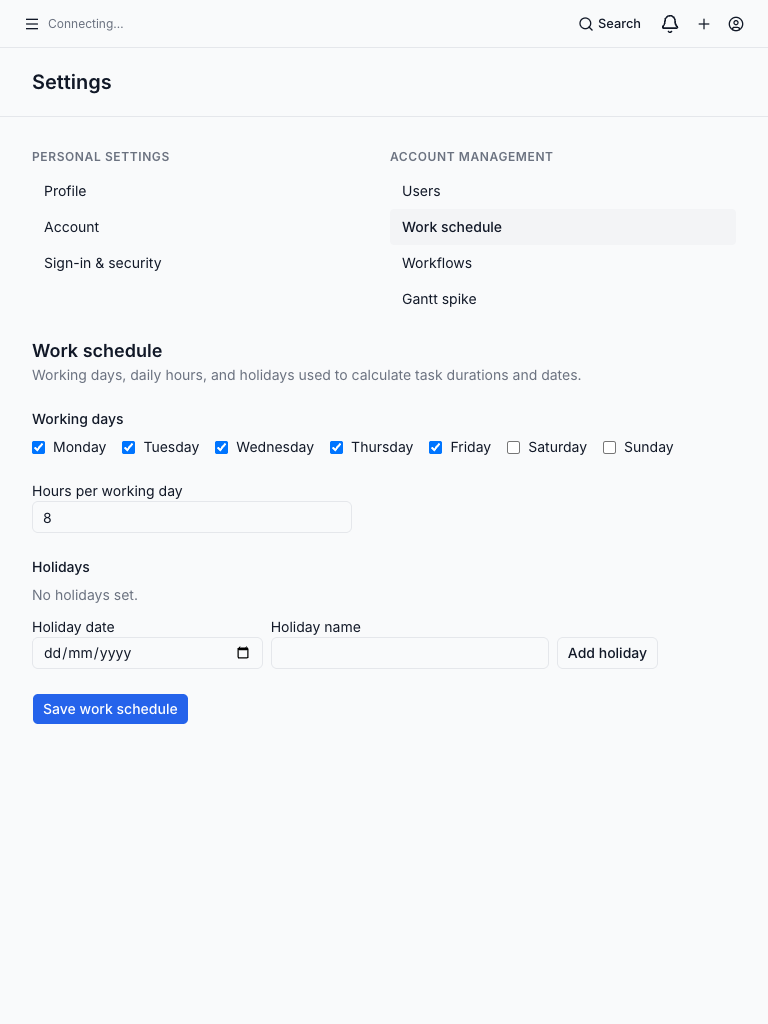 Connecting... Search
Settings
PERSONAL SETTINGS
Profile
Account
Sign-in & security
ACCOUNT MANAGEMENT
Users
Work schedule
Workflows
Gantt spike
Work schedule
Working days, daily hours, and holidays used to calculate task durations and dates.
Working days
Monday Tuesday Wednesday Thursday Friday Saturday Sunday
Hours per working day
8
Holidays
No holidays set.
Holiday date Holiday name
dd/mm/yyyy Add holiday
Save work schedule